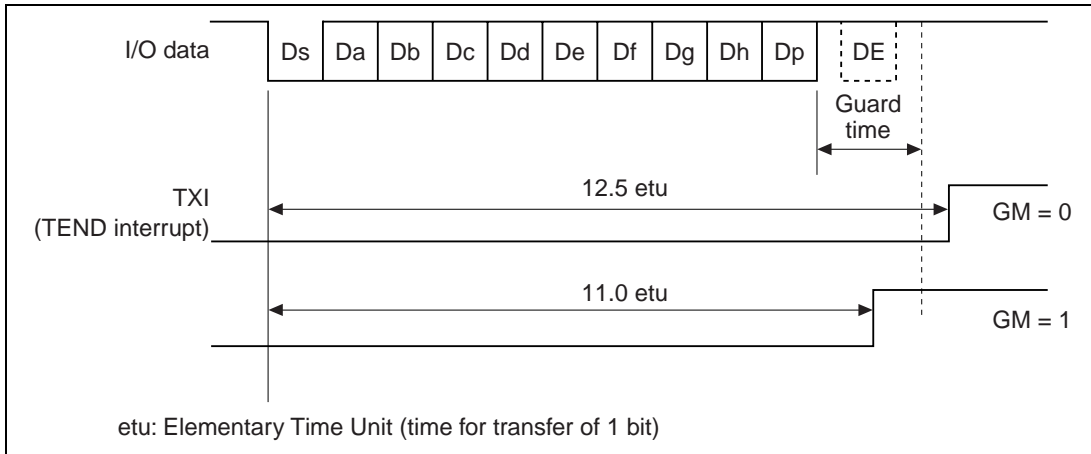 I/O data
Ds Da Db Dc Dd De Df Dg Dh Dp DE
Guard
time
TXI
(TEND interrupt)
12.5 etu
GM = 0
11.0 etu
GM = 1
etu: Elementary Time Unit (time for transfer of 1 bit)